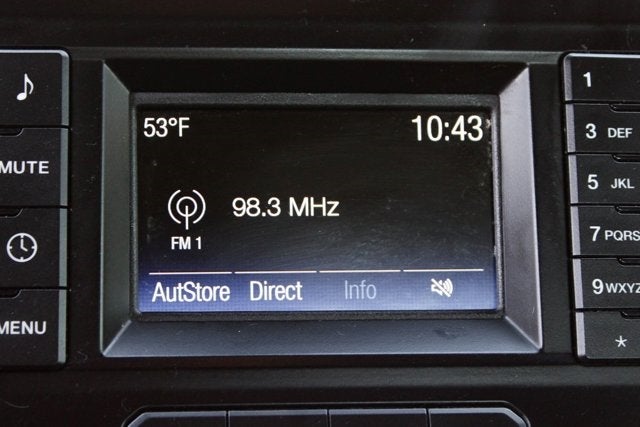 53°F 10:43
98.3 MHz
FM 1
AutStore Direct Info
MUTE
MENU
1
3 DEF
5 JKL
7 PQRS
9 WXYZ
*